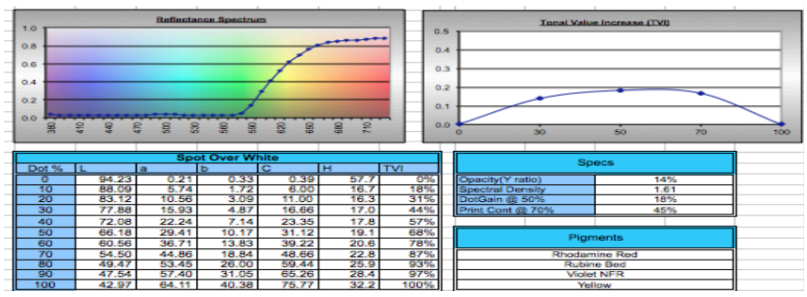 Reflectance Spectrum
1.0
0.8
0.6
0.4
0.2
0.0
380 410 440 470 500 530 560 590 620 650 680 710
Tonal Value Increase (TVI)
0.5
0.4
0.3
0.2
0.1
0
0 30 50 70 100
Spot Over White
Dot % L a b C H TVI
0 94.23 0.21 0.33 0.39 57.7 0%
10 88.09 5.74 1.72 6.00 16.7 18%
20 83.12 10.56 3.09 11.00 16.3 31%
30 77.88 15.93 4.87 16.66 17.0 44%
40 72.08 22.24 7.14 23.35 17.8 57%
50 66.18 29.41 10.17 31.12 19.1 68%
60 60.56 36.71 13.83 39.22 20.6 78%
70 54.50 44.86 18.84 48.66 22.8 87%
80 49.47 53.45 26.00 59.44 25.9 93%
90 47.54 57.40 31.05 65.26 28.4 97%
100 42.97 64.11 40.38 75.77 32.2 100%
Specs
Opacity(Y ratio) 14%
Spectral Density 1.61
DotGain @ 50% 18%
Print Cont @ 70% 45%
Pigments
Rhodamine Red
Rubine Red
Violet NFR
Yellow